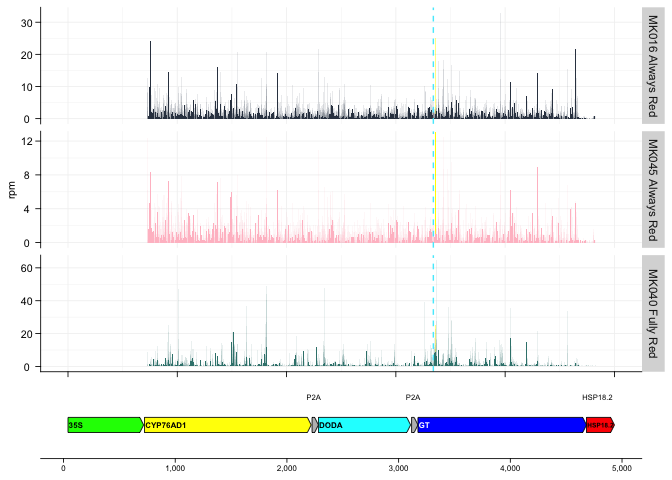 30
20
10
0
MK016 Always Red
12
8
4
0
MK045 Always Red
rpm
60
40
20
0
MK040 Fully Red
P2A
P2A
HSP18.2
35S
CYP76AD1
DODA
GT
HSP18.2
0
1,000
2,000
3,000
4,000
5,000